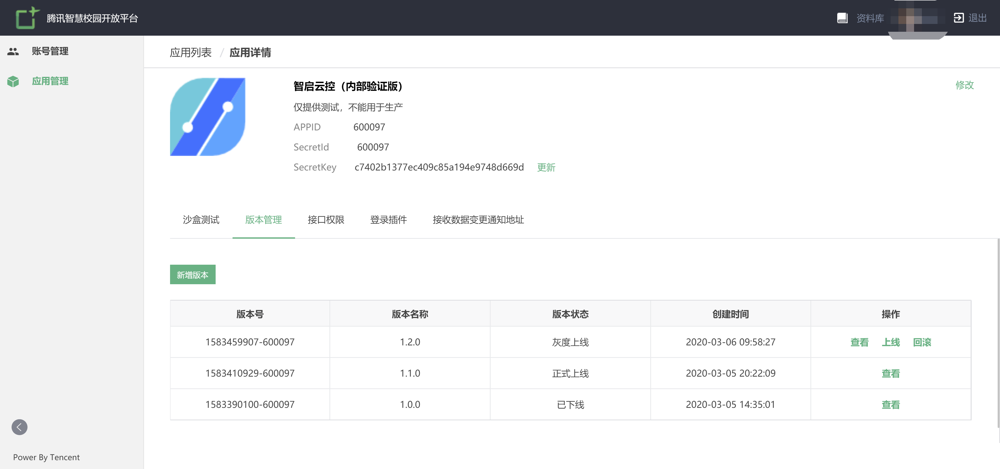 腾讯智慧校园开放平台
资料库
退出
账号管理
应用管理
应用列表 / 应用详情
智启云控（内部验证版）
修改
仅提供测试，不能用于生产
APPID 600097
SecretId 600097
SecretKey c7402b1377ec409c85a194e9748d669d 更新
沙盒测试 版本管理 接口权限 登录插件 接收数据变更通知地址
新增版本
版本号 版本名称 版本状态 创建时间 操作
1583459907-600097 1.2.0 灰度上线 2020-03-06 09:58:27 查看 上线 回滚
1583410929-600097 1.1.0 正式上线 2020-03-05 20:22:09 查看
1583390100-600097 1.0.0 已下线 2020-03-05 14:35:01 查看
Power By Tencent